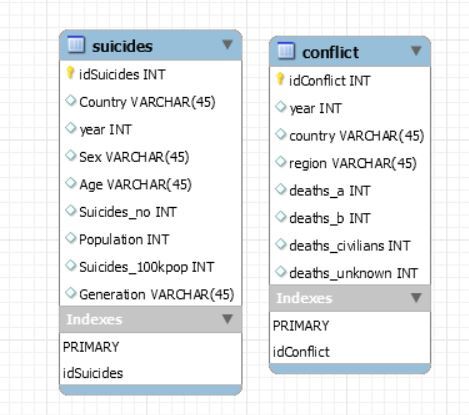 suicides
idSuicides INT
Country VARCHAR(45)
year INT
Sex VARCHAR(45)
Age VARCHAR(45)
Suicides_no INT
Population INT
Suicides_100kpop INT
Generation VARCHAR(45)
Indexes
PRIMARY
idSuicides
conflict
idConflict INT
year INT
country VARCHAR(45)
region VARCHAR(45)
deaths_a INT
deaths_b INT
deaths_civilians INT
deaths_unknown INT
Indexes
PRIMARY
idConflict